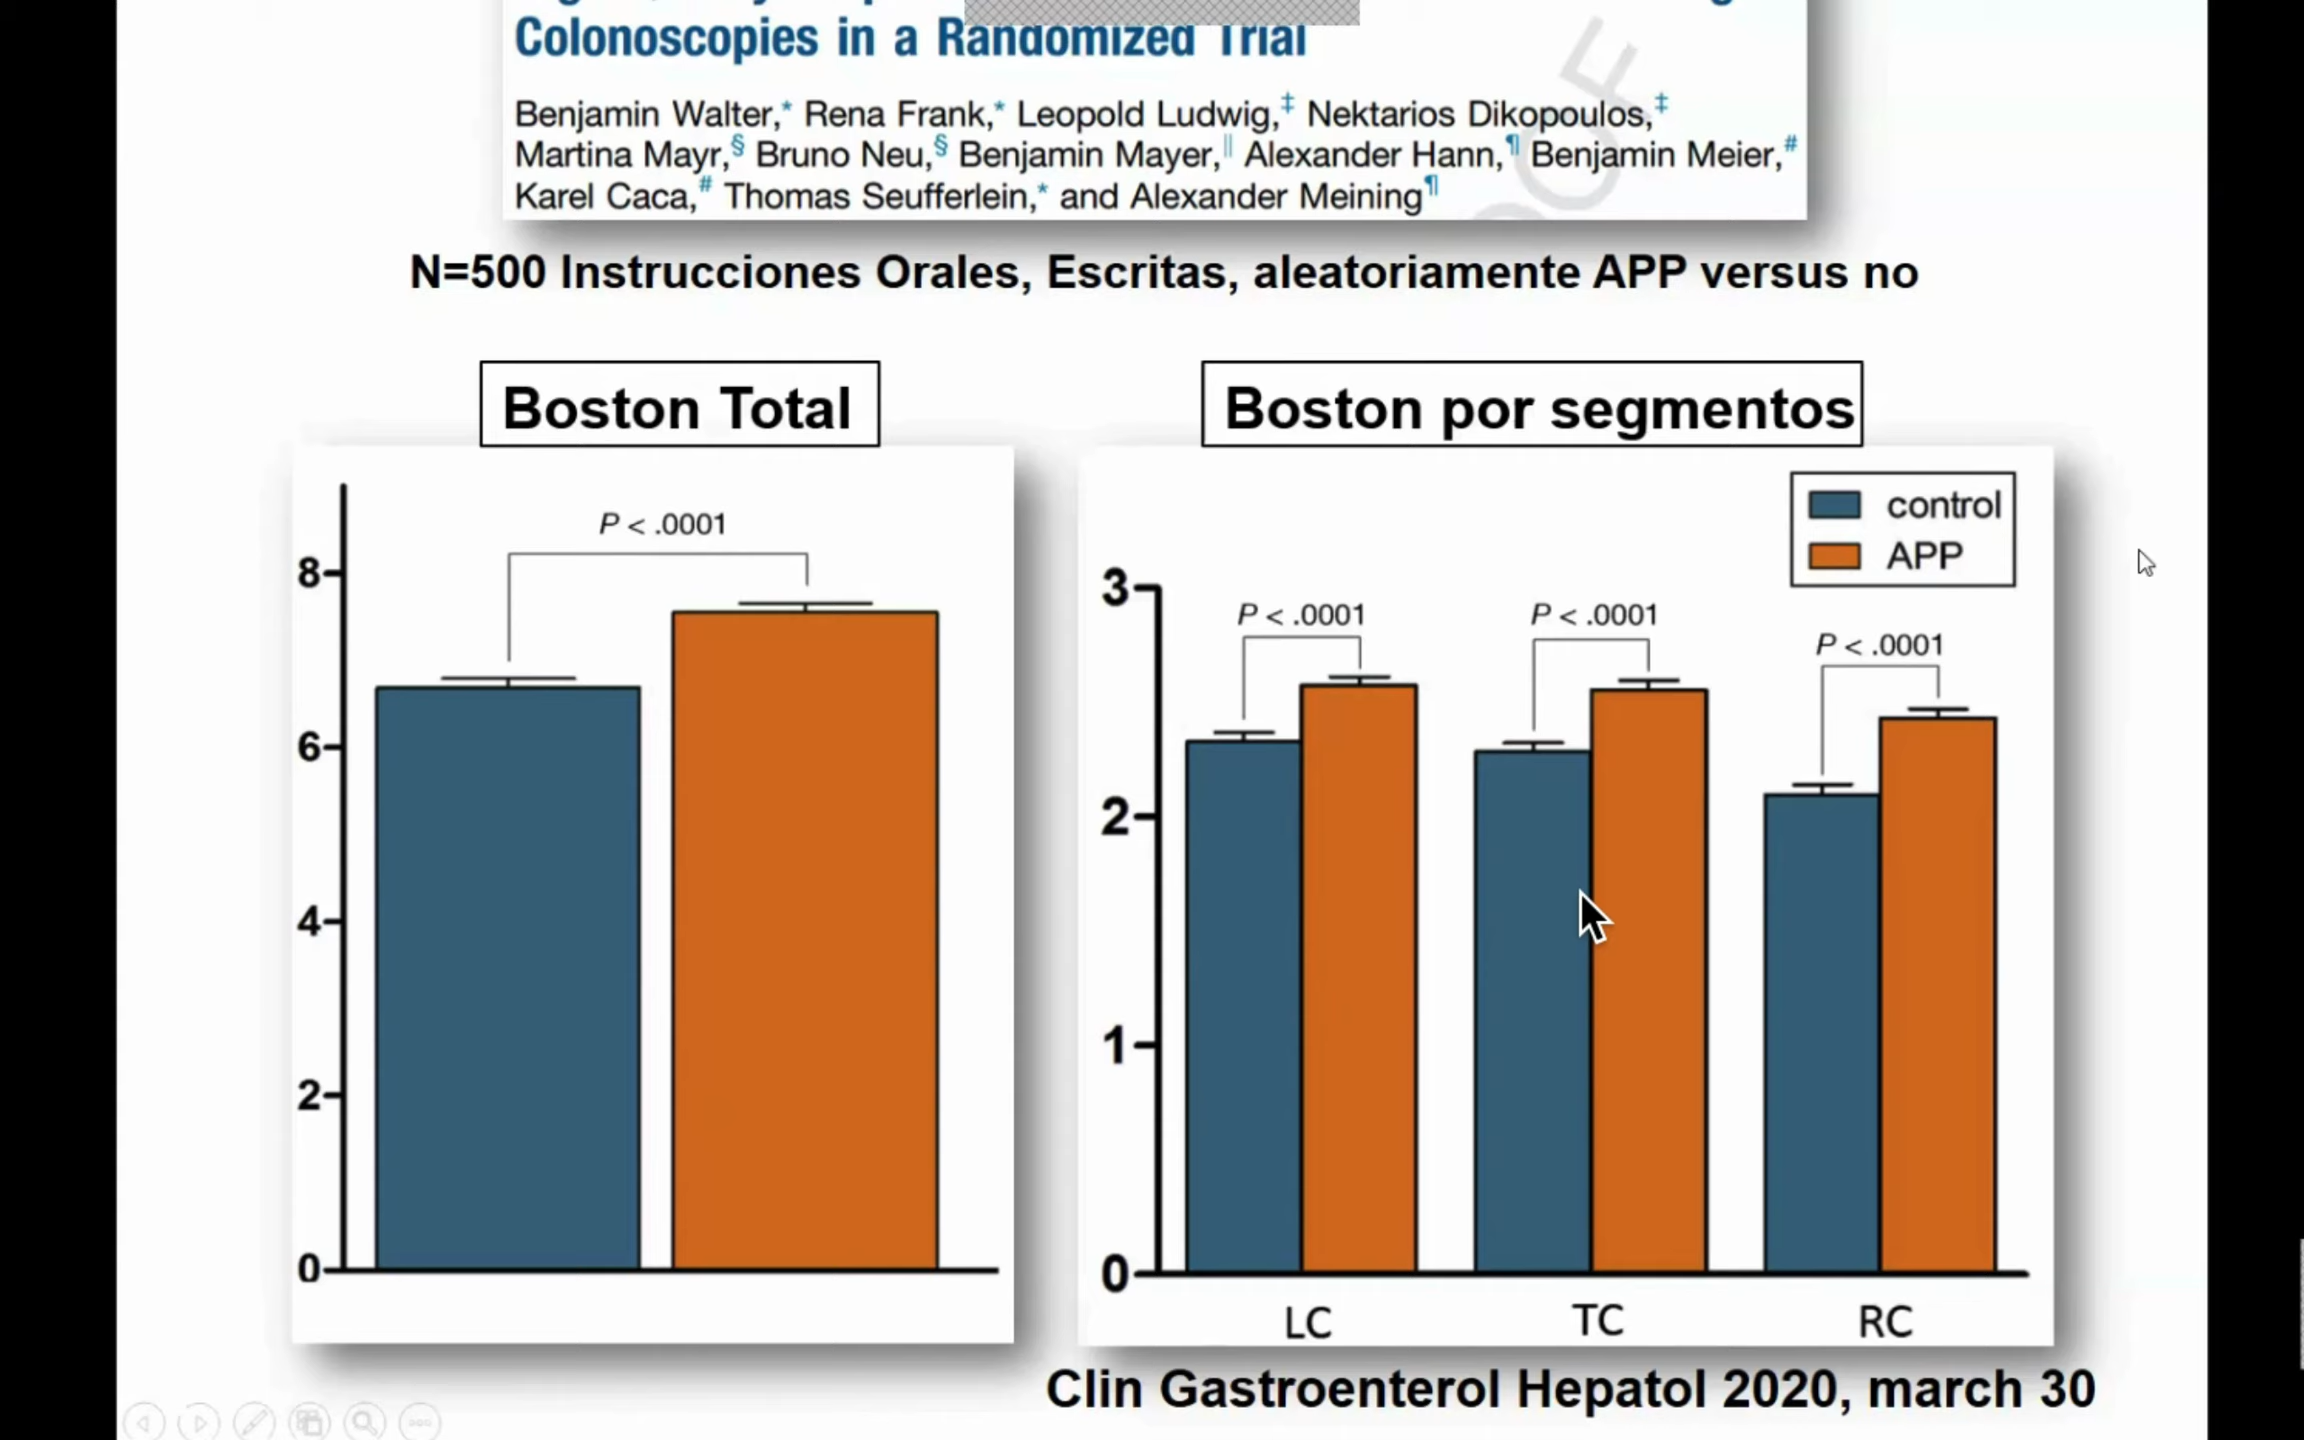 Colonoscopies in a Randomized Trial
Benjamin Walter,* Rena Frank,* Leopold Ludwig,‡ Nektarios Dikopoulos,‡
Martina Mayr,§ Bruno Neu,§ Benjamin Mayer,‖ Alexander Hann,¶ Benjamin Meier,#
Karel Caca,# Thomas Seufferlein,* and Alexander Meining¶
N=500 Instrucciones Orales, Escritas, aleatoriamente APP versus no
Boston Total
P < .0001
8
6
4
2
0
Boston por segmentos
control
APP
3
2
1
0
P < .0001
P < .0001
P < .0001
LC
TC
RC
Clin Gastroenterol Hepatol 2020, march 30